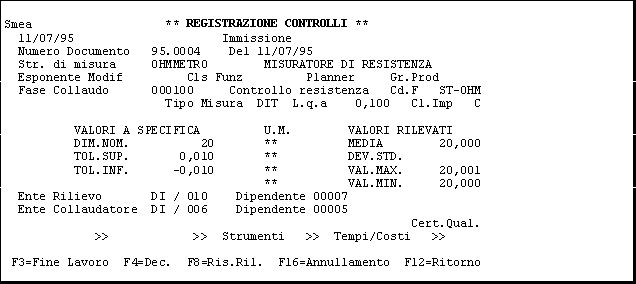 Smea ** REGISTRAZIONE CONTROLLI **
11/07/95 Immissione
Numero Documento 95.0004 Del 11/07/95
Str. di misura OHMMETRO MISURATORE DI RESISTENZA
Esponente Modif Cls Funz Planner Gr.Prod
Fase Collaudo 000100 Controllo resistenza Cd.F ST-OHM
Tipo Misura DIT L.q.a 0,100 Cl.Imp C
VALORI A SPECIFICA U.M. VALORI RILEVATI
DIM.NOM. 20 ** MEDIA 20,000
TOL.SUP. 0,010 ** DEV.STD.
TOL.INF. -0,010 ** VAL.MAX. 20,001
** VAL.MIN. 20,000
Ente Rilievo DI / 010 Dipendente 00007
Ente Collaudatore DI / 006 Dipendente 00005
Cert.Qual.
>> >> Strumenti >> Tempi/Costi >>
F3=Fine Lavoro F4=Dec. F8=Ris.Ril. F16=Annullamento F12=Ritorno